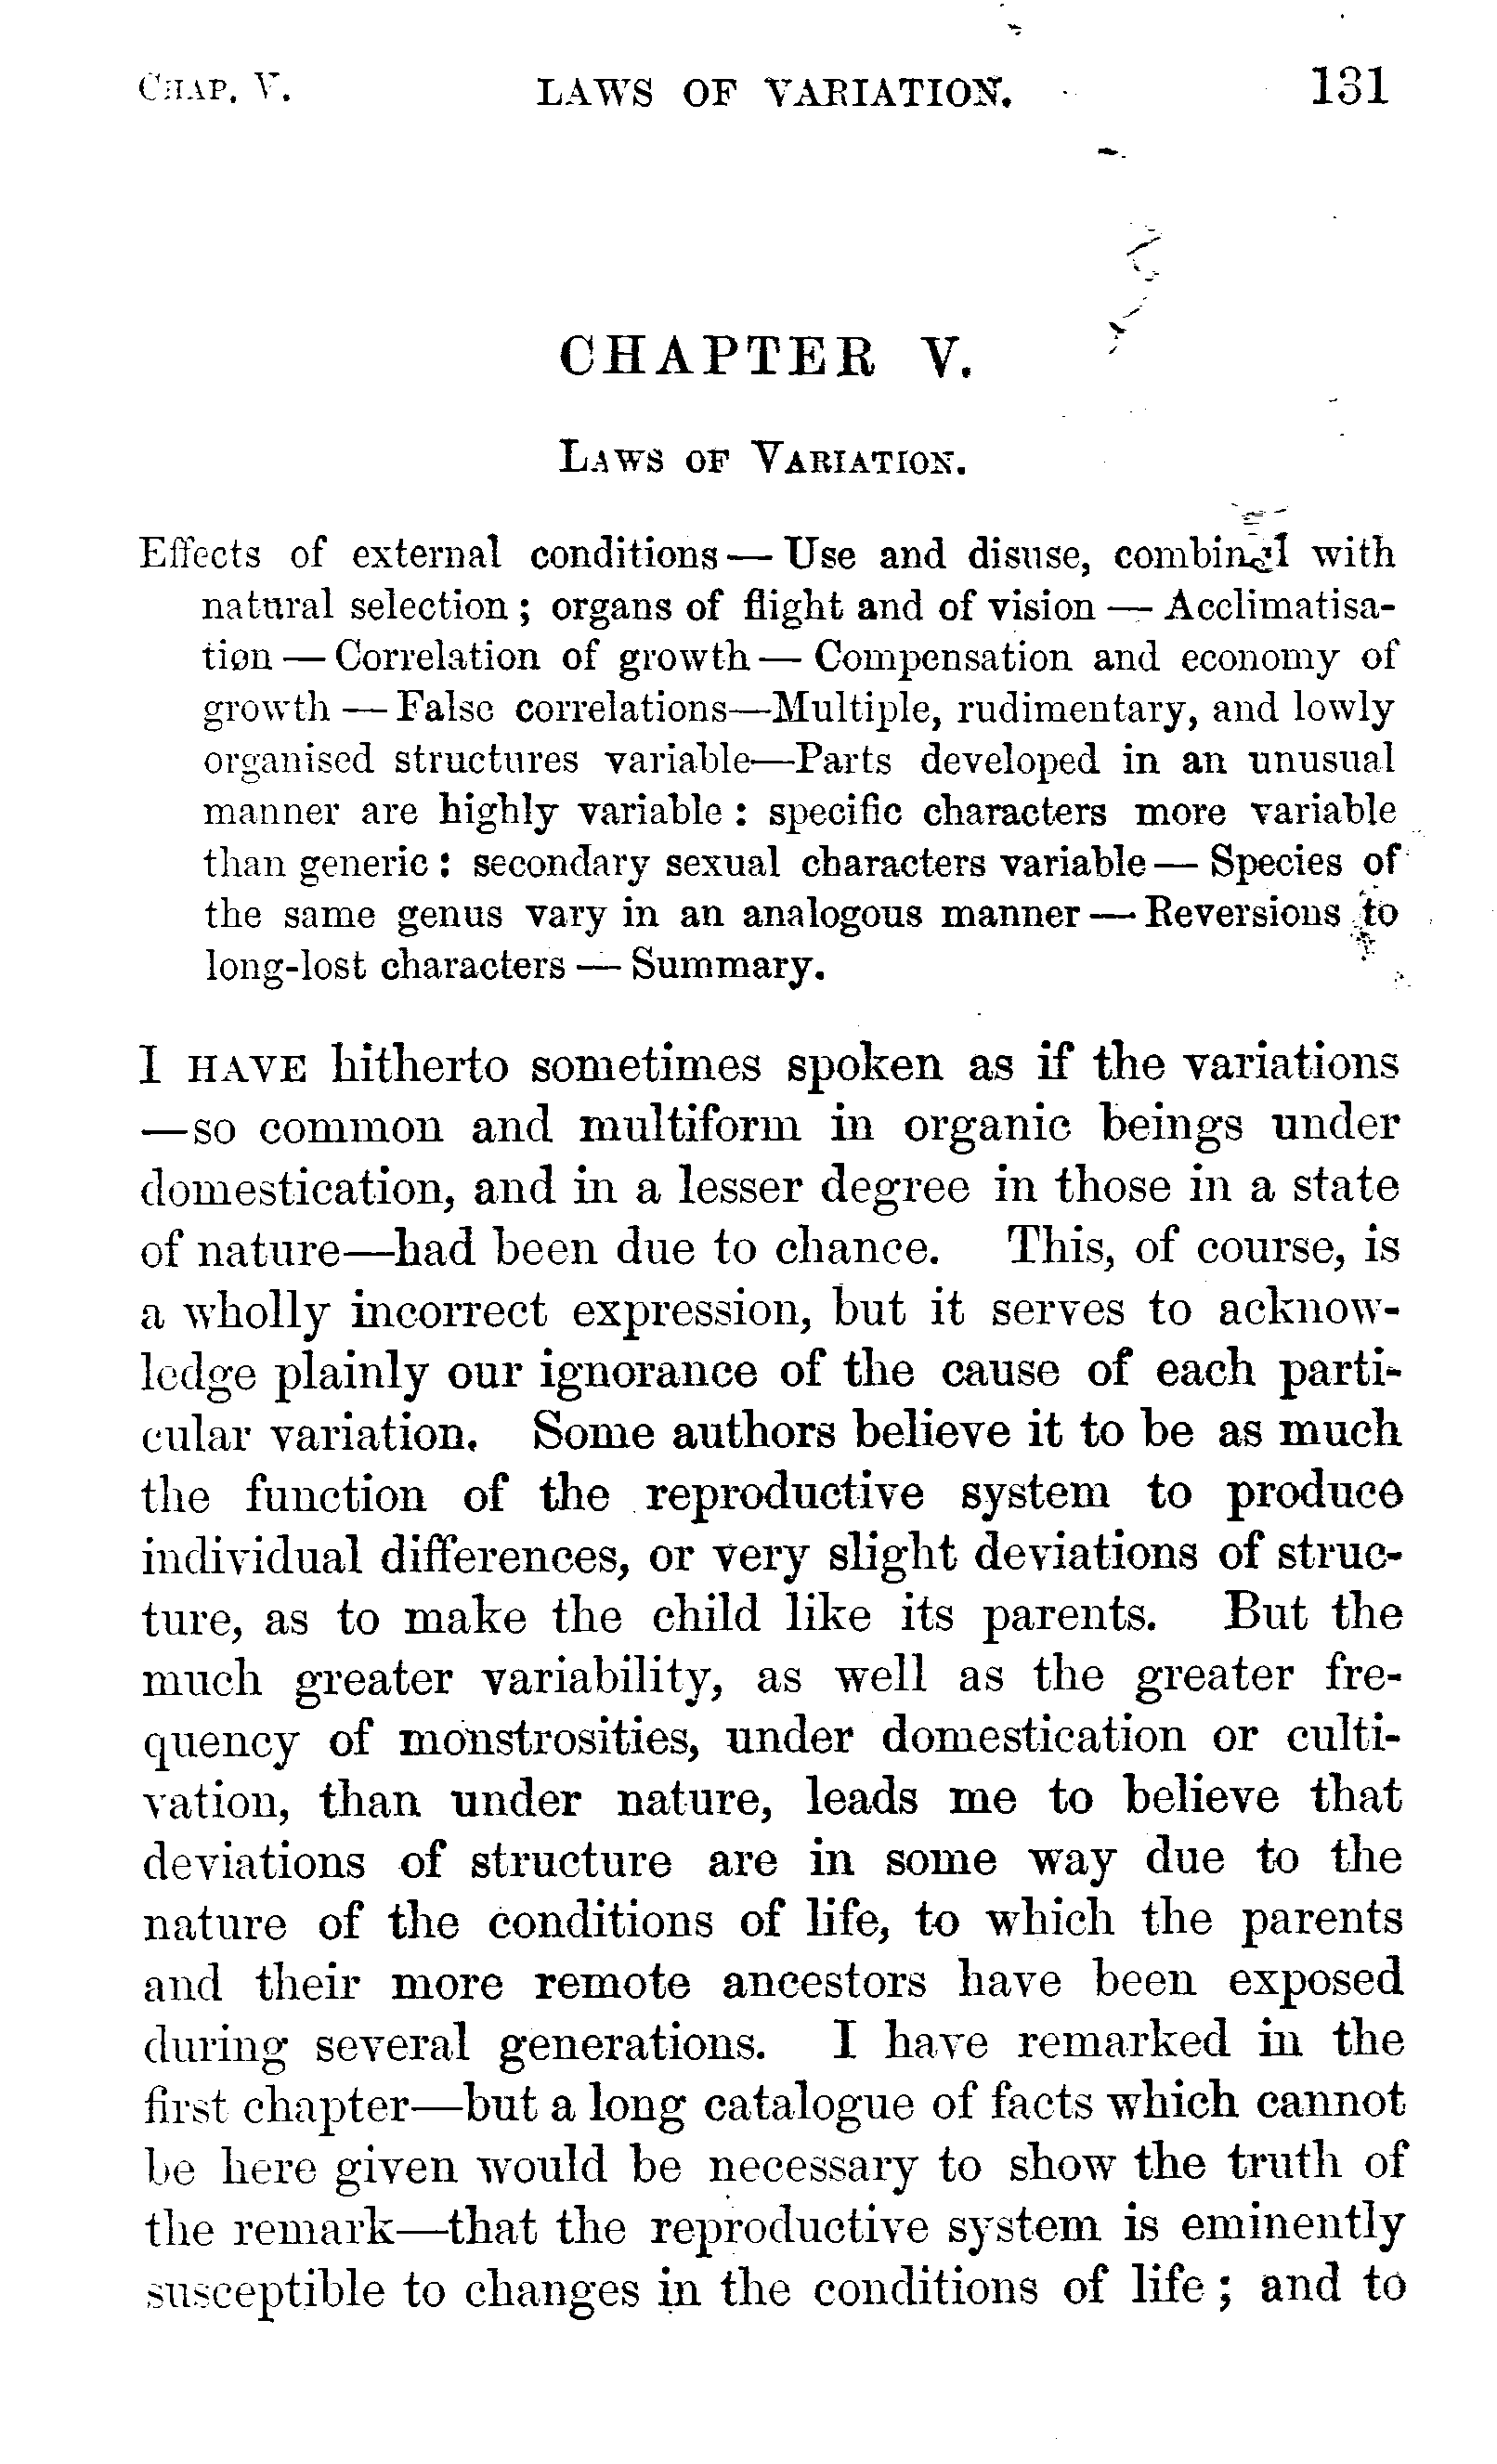 CHAP. V. LAWS OF VARIATION. 131
CHAPTER V.
LAWS OF VARIATION.
Effects of external conditions — Use and disuse, combined with
natural selection; organs of flight and of vision — Acclimatisa-
tion — Correlation of growth — Compensation and economy of
growth — False correlations—Multiple, rudimentary, and lowly
organised structures variable—Parts developed in an unusual
manner are highly variable: specific characters more variable
than generic: secondary sexual characters variable — Species of
the same genus vary in an analogous manner — Reversions to
long-lost characters — Summary.
I HAVE hitherto sometimes spoken as if the variations
—so common and multiform in organic beings under
domestication, and in a lesser degree in those in a state
of nature—had been due to chance. This, of course, is
a wholly incorrect expression, but it serves to acknow-
ledge plainly our ignorance of the cause of each parti-
cular variation. Some authors believe it to be as much
the function of the reproductive system to produce
individual differences, or very slight deviations of struc-
ture, as to make the child like its parents. But the
much greater variability, as well as the greater fre-
quency of monstrosities, under domestication or culti-
vation, than under nature, leads me to believe that
deviations of structure are in some way due to the
nature of the conditions of life, to which the parents
and their more remote ancestors have been exposed
during several generations. I have remarked in the
first chapter—but a long catalogue of facts which cannot
be here given would be necessary to show the truth of
the remark—that the reproductive system is eminently
susceptible to changes in the conditions of life; and to